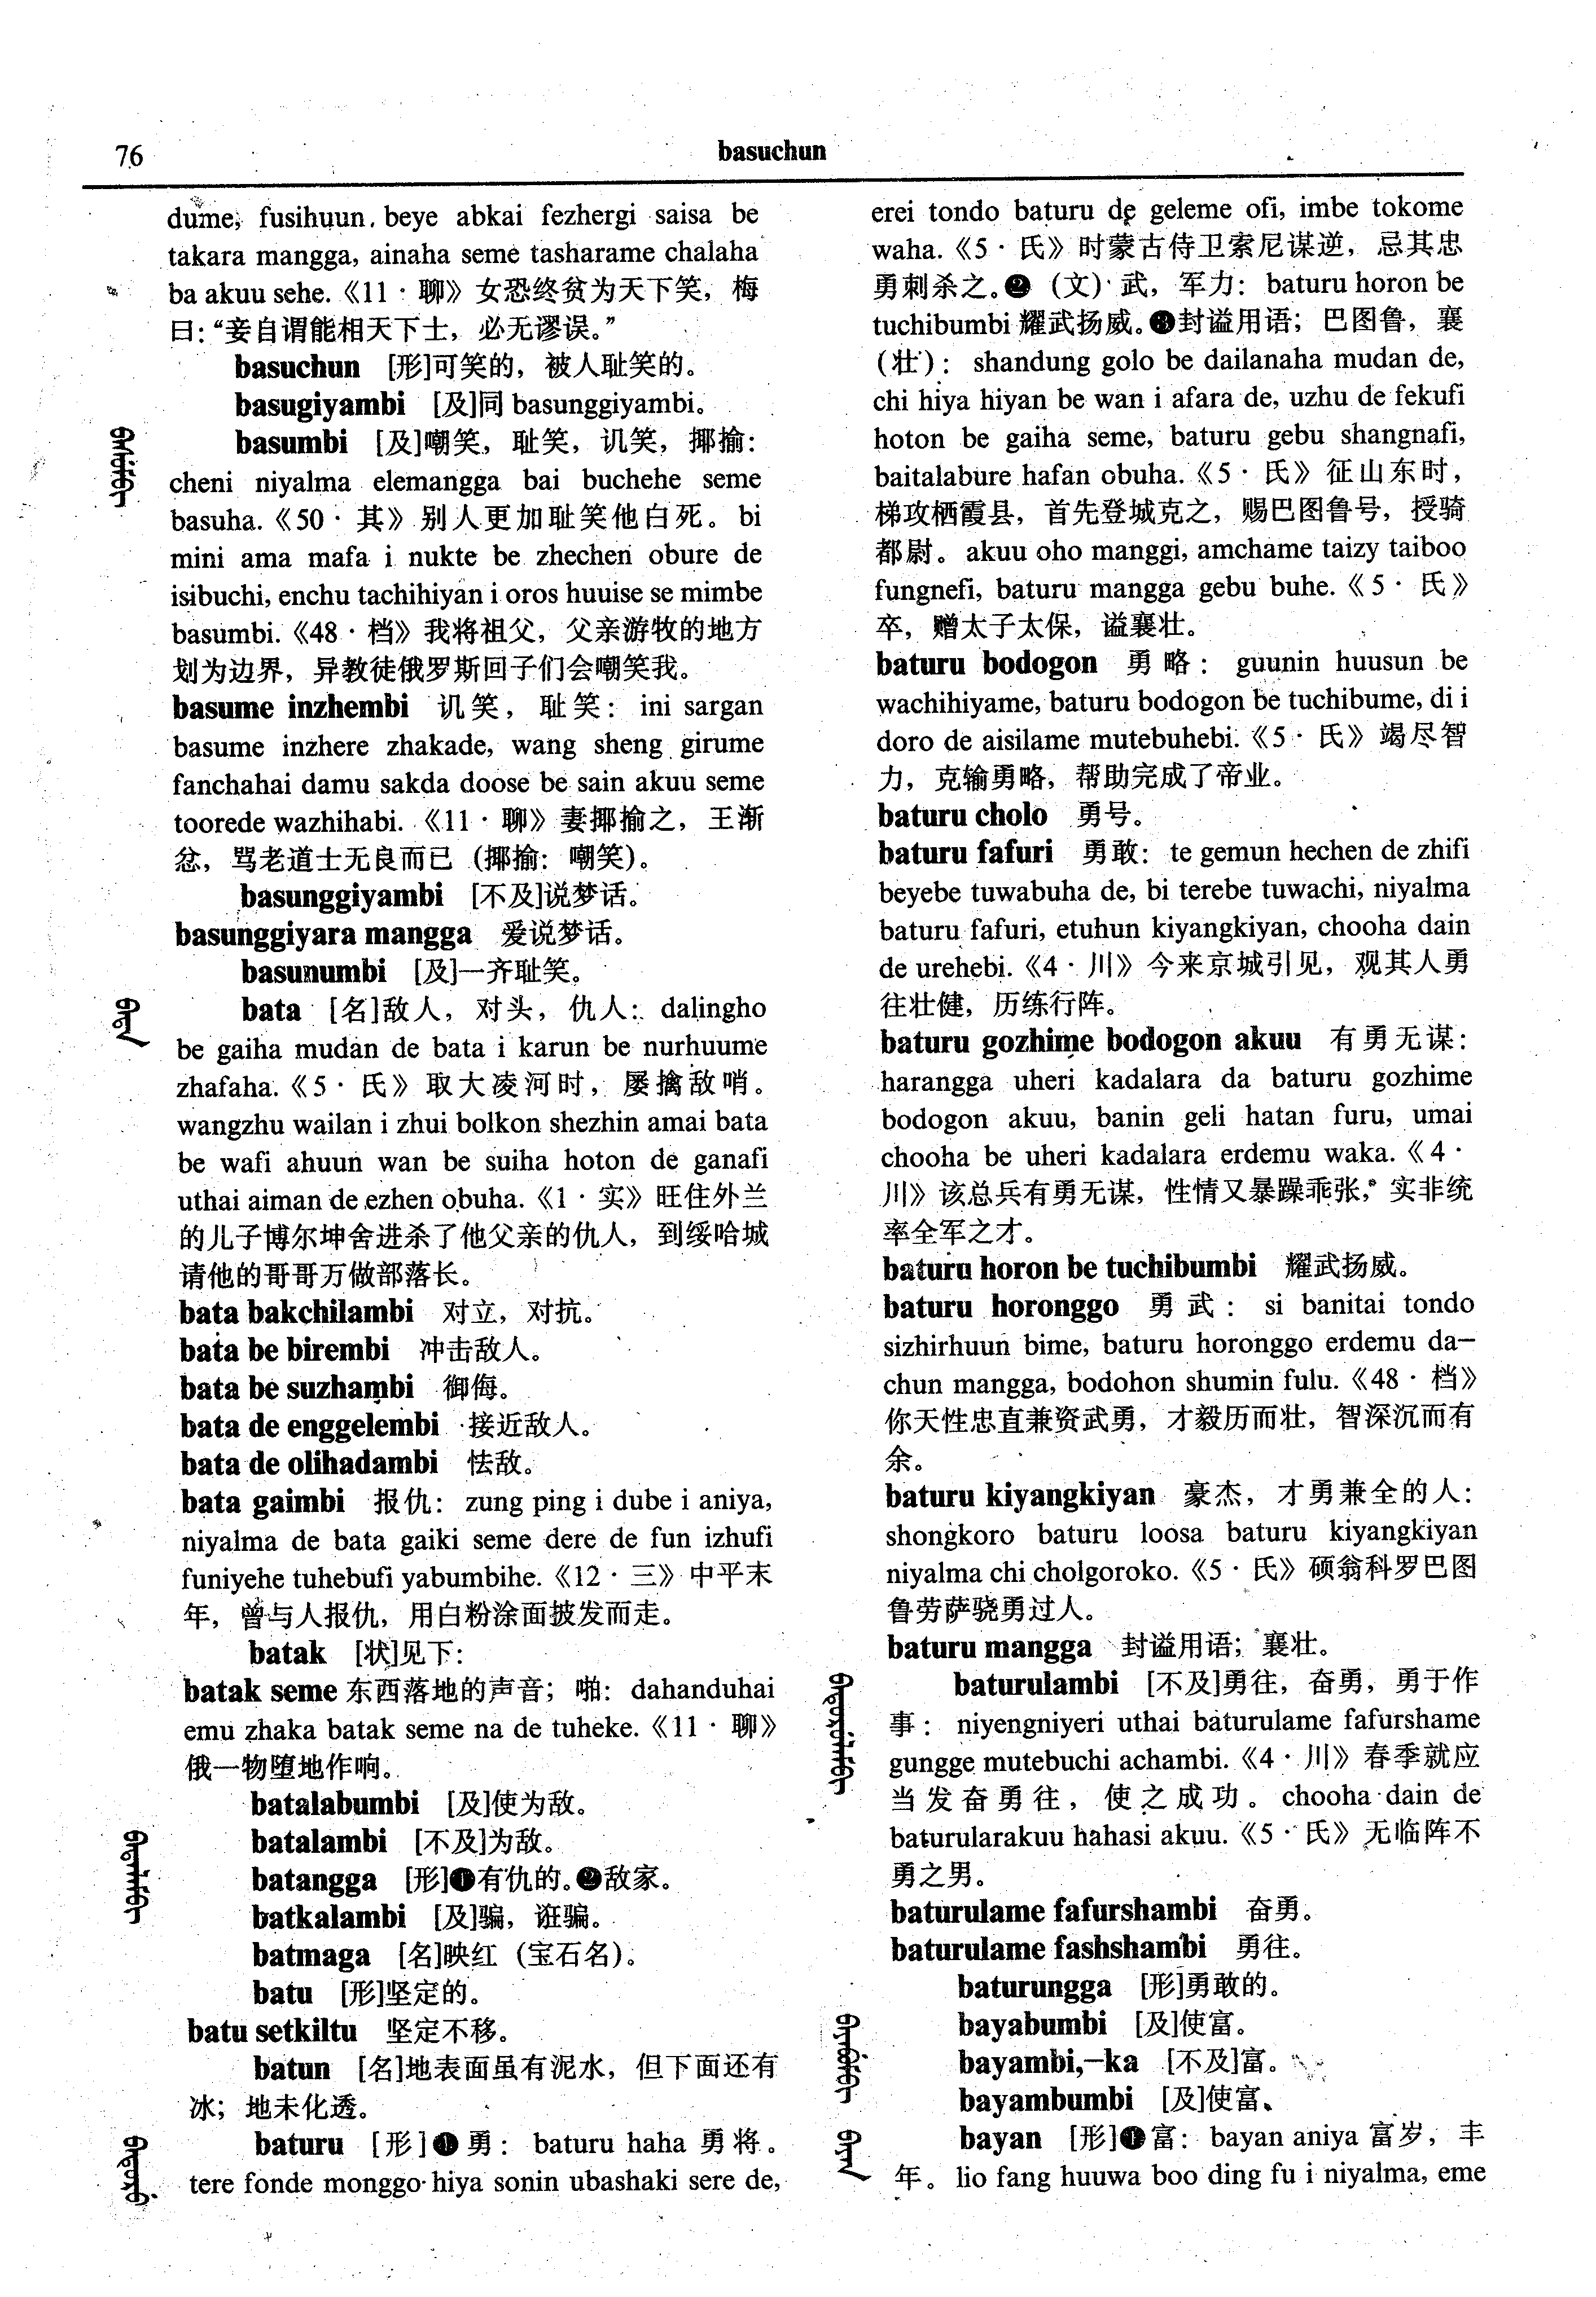 76
basuchun
dume, fusihuun beye abkai fezhergi saisa be
takara mangga, ainaha seme tasharame chalaha
ba akuu sehe.《11·聊》女恐终贫为天下笑，梅
曰：“妾自谓能相天下士，必无谬误。”
basuchun [形]可笑的，被人耻笑的。
basugiyambi [及]同 basunggiyambi。
basumbi [及]嘲笑，耻笑，讥笑，揶揄：
cheni niyalma elemangga bai buchehe seme
basuha.《50·其》别人更加耻笑他白死。bi
mini ama mafa i nukte be zhechen obure de
isibuchi, enchu tachihiyan i oros huuise se mimbe
basumbi.《48·档》我将祖父，父亲游牧的地方
划为边界，异教徒俄罗斯回子们会嘲笑我。
basume inzhembi 讥笑，耻笑：ini sargan
basume inzhere zhakade, wang sheng girume
fanchahai damu sakda doose be sain akuu seme
toorede wazhihabi.《11·聊》妻揶揄之，王渐
忿，骂老道士无良而已（揶揄：嘲笑）。
basunggiyambi [不及]说梦话。
basunggiyara mangga 爱说梦话。
basunumbi [及]一齐耻笑。
bata [名]敌人，对头，仇人：dalingho
be gaiha mudan de bata i karun be nurhuume
zhafaha.《5·氏》取大凌河时，屡擒敌哨。
wangzhu wailan i zhui bolkon shezhin amai bata
be wafi ahuun wan be suiha hoton de ganafi
uthai aiman de ezhen obuha.《1·实》旺住外兰
的儿子博尔坤舍进杀了他父亲的仇人，到绥哈城
请他的哥哥万做部落长。
bata bakchilambi 对立，对抗。
bata be birembi 冲击敌人。
bata be suzhambi 御侮。
bata de enggelembi 接近敌人。
bata de olihadambi 怯敌。
bata gaimbi 报仇：zung ping i dube i aniya,
niyalma de bata gaiki seme dere de fun izhufi
funiyehe tuhebufi yabumbihe.《12·三》中平末
年，曾与人报仇，用白粉涂面披发而走。
batak [状]见下：
batak seme 东西落地的声音；啪：dahanduhai
emu zhaka batak seme na de tuheke.《11·聊》
俄一物堕地作响。
batalabumbi [及]使为敌。
batalambi [不及]为敌。
batangga [形]❶有仇的。❷敌家。
batkalambi [及]骗，诳骗。
batmaga [名]映红（宝石名）。
batu [形]坚定的。
batu setkiltu 坚定不移。
batun [名]地表面虽有泥水，但下面还有
冰；地未化透。
baturu [形]❶勇：baturu haha 勇将。
tere fonde monggo hiya sonin ubashaki sere de,
erei tondo baturu de geleme ofi, imbe tokome
waha.《5·氏》时蒙古侍卫索尼谋逆，忌其忠
勇刺杀之。❷（文）武，军力：baturu horon be
tuchibumbi 耀武扬威。❸封谥用语；巴图鲁，襄
（壮）：shandung golo be dailanaha mudan de,
chi hiya hiyan be wan i afara de, uzhu de fekufi
hoton be gaiha seme, baturu gebu shangnafi,
baitalabure hafan obuha.《5·氏》征山东时，
梯攻栖霞县，首先登城克之，赐巴图鲁号，授骑
都尉。akuu oho manggi, amchame taizy taiboo
fungnefi, baturu mangga gebu buhe.《5·氏》
卒，赠太子太保，谥襄壮。
baturu bodogon 勇略：guunin huusun be
wachihiyame, baturu bodogon be tuchibume, di i
doro de aisilame mutebuhebi.《5·氏》竭尽智
力，克输勇略，帮助完成了帝业。
baturu cholo 勇号。
baturu fafuri 勇敢：te gemun hechen de zhifi
beyebe tuwabuha de, bi terebe tuwachi, niyalma
baturu fafuri, etuhun kiyangkiyan, chooha dain
de urehebi.《4·川》今来京城引见，观其人勇
往壮健，历练行阵。
baturu gozhime bodogon akuu 有勇无谋：
harangga uheri kadalara da baturu gozhime
bodogon akuu, banin geli hatan furu, umai
chooha be uheri kadalara erdemu waka.《4·
川》该总兵有勇无谋，性情又暴躁乖张，实非统
率全军之才。
baturu horon be tuchibumbi 耀武扬威。
baturu horonggo 勇武：si banitai tondo
sizhirhuun bime, baturu horonggo erdemu da-
chun mangga, bodohon shumin fulu.《48·档》
你天性忠直兼资武勇，才毅历而壮，智深沉而有
余。
baturu kiyangkiyan 豪杰，才勇兼全的人：
shongkoro baturu loosa baturu kiyangkiyan
niyalma chi cholgoroko.《5·氏》硕翁科罗巴图
鲁劳萨骁勇过人。
baturu mangga 封谥用语；襄壮。
baturulambi [不及]勇往，奋勇，勇于作
事：niyengniyeri uthai baturulame fafurshame
gungge mutebuchi achambi.《4·川》春季就应
当发奋勇往，使之成功。chooha dain de
baturularakuu hahasi akuu.《5·氏》无临阵不
勇之男。
baturulame fafurshambi 奋勇。
baturulame fashshambi 勇往。
baturungga [形]勇敢的。
bayabumbi [及]使富。
bayambi,-ka [不及]富。
bayambumbi [及]使富、
bayan [形]❶富：bayan aniya 富岁，丰
年。lio fang huuwa boo ding fu i niyalma, eme
ᠪᠠᠰᡠᠮᠪᡳ
ᠪᠠᡨᠠ
ᠪᠠᡨᠠᠯᠠᠮᠪᡳ
ᠪᠠᡨᡠᡵᡠ
ᠪᠠᡨᡠᡵᡠᠯᠠᠮᠪᡳ
ᠪᠠᠶᠠᠪᡠᠮᠪᡳ
ᠪᠠᠶᠠᠨ